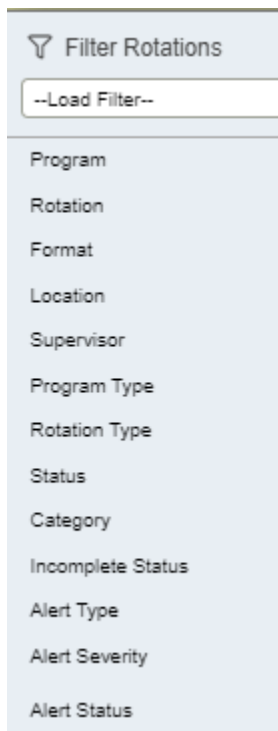 Filter Rotations
--Load Filter--
Program
Rotation
Format
Location
Supervisor
Program Type
Rotation Type
Status
Category
Incomplete Status
Alert Type
Alert Severity
Alert Status